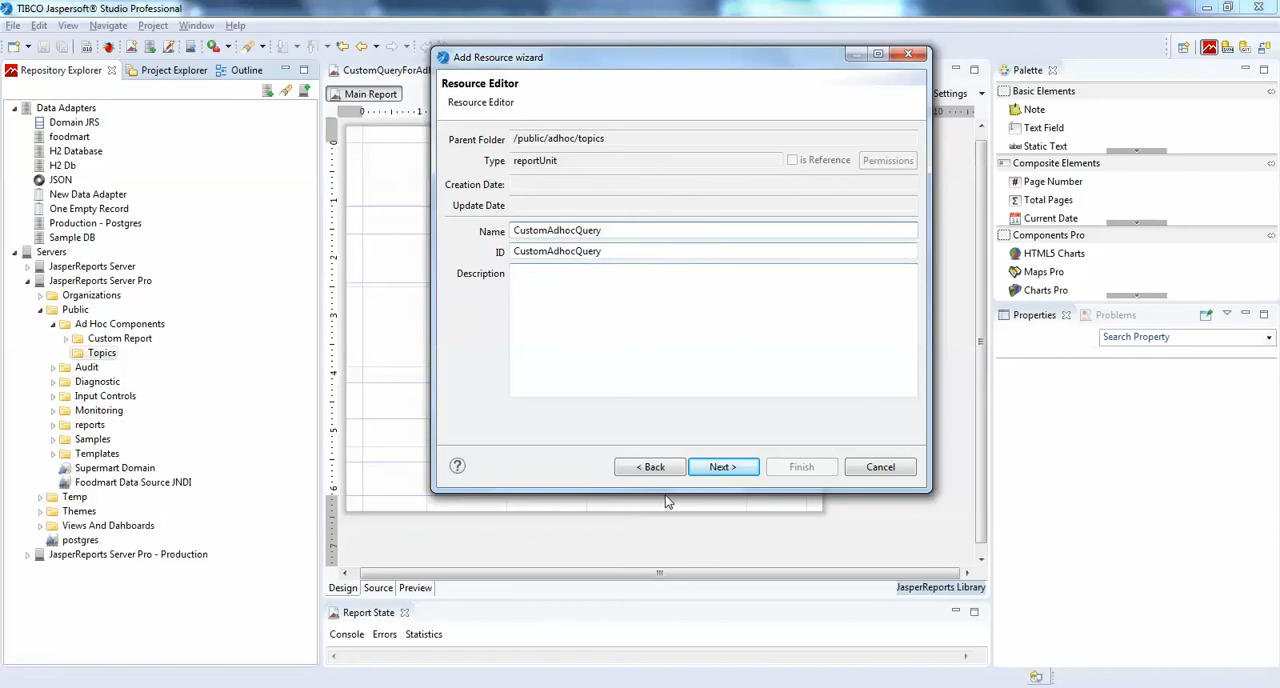 TIBCO Jaspersoft® Studio Professional
File Edit View Navigate Project Window Help
Repository Explorer Project Explorer Outline
Data Adapters
Domain JRS
foodmart
H2 Database
H2 Db
JSON
New Data Adapter
One Empty Record
Production - Postgres
Sample DB
Servers
JasperReports Server
JasperReports Server Pro
Organizations
Public
Ad Hoc Components
Custom Report
Topics
Audit
Diagnostic
Input Controls
Monitoring
reports
Samples
Templates
Supermart Domain
Foodmart Data Source JNDI
Temp
Themes
Views And Dahboards
postgres
JasperReports Server Pro - Production
CustomQueryForAd
Main Report
Settings
Add Resource wizard
Resource Editor
Resource Editor
Parent Folder /public/adhoc/topics
Type reportUnit is Reference Permissions
Creation Date:
Update Date
Name CustomAdhocQuery
ID CustomAdhocQuery
Description
? < Back Next > Finish Cancel
Design Source Preview
JasperReports Library
Report State
Console Errors Statistics
Palette
Basic Elements
Note
Text Field
Static Text
Composite Elements
Page Number
Total Pages
Current Date
Components Pro
HTML5 Charts
Maps Pro
Charts Pro
Properties Problems
Search Property